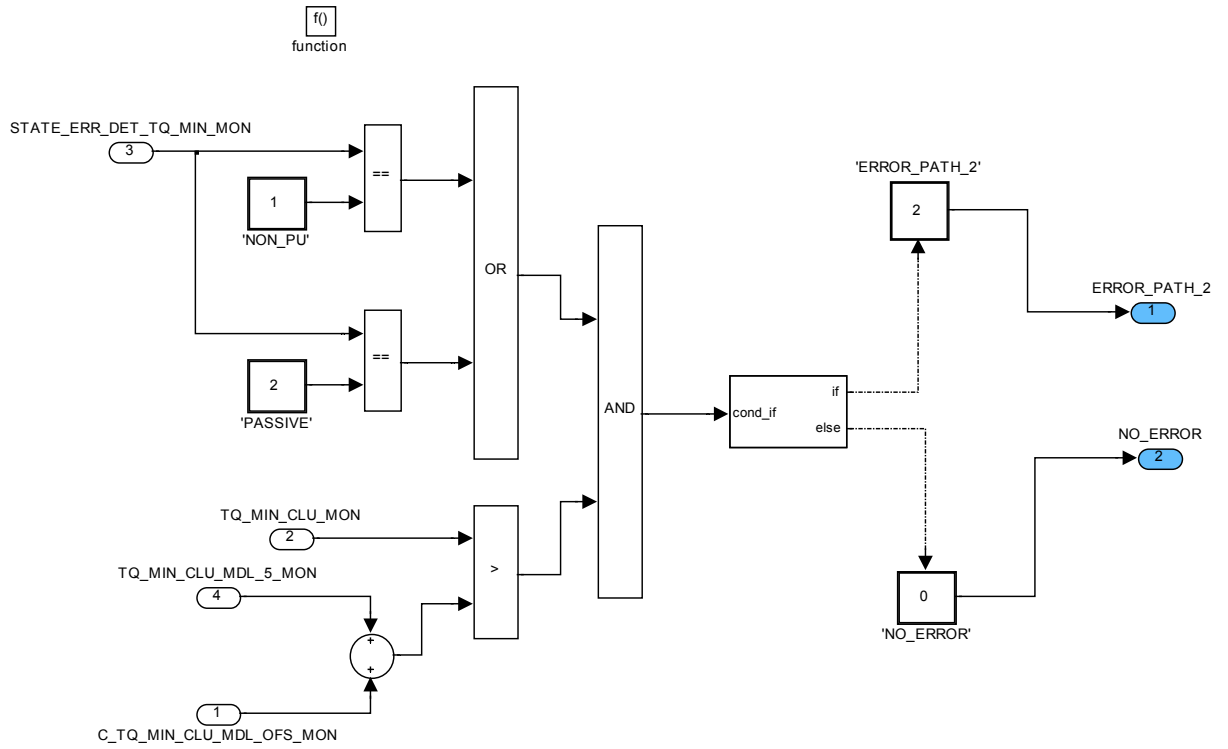 f()
function
STATE_ERR_DET_TQ_MIN_MON
3
==
1
'NON_PU'
OR
==
2
'PASSIVE'
AND
cond_if
if
else
'ERROR_PATH_2'
2
ERROR_PATH_2
1
NO_ERROR
2
TQ_MIN_CLU_MON
2
TQ_MIN_CLU_MDL_5_MON
4
>
+
+
1
C_TQ_MIN_CLU_MDL_OFS_MON
0
'NO_ERROR'